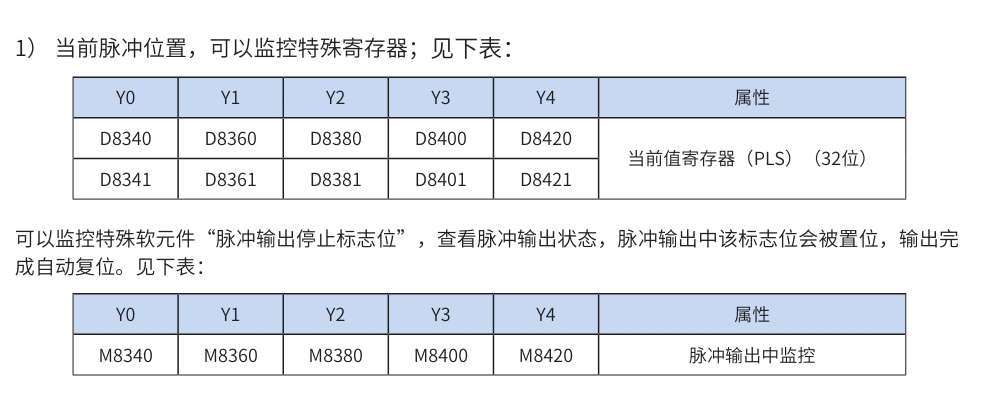 1） 当前脉冲位置，可以监控特殊寄存器；见下表：
Y0 Y1 Y2 Y3 Y4 属性
D8340 D8360 D8380 D8400 D8420
当前值寄存器（PLS）（32位）
D8341 D8361 D8381 D8401 D8421
可以监控特殊软元件“脉冲输出停止标志位”，查看脉冲输出状态，脉冲输出中该标志位会被置位，输出完
成自动复位。见下表：
Y0 Y1 Y2 Y3 Y4 属性
M8340 M8360 M8380 M8400 M8420 脉冲输出中监控